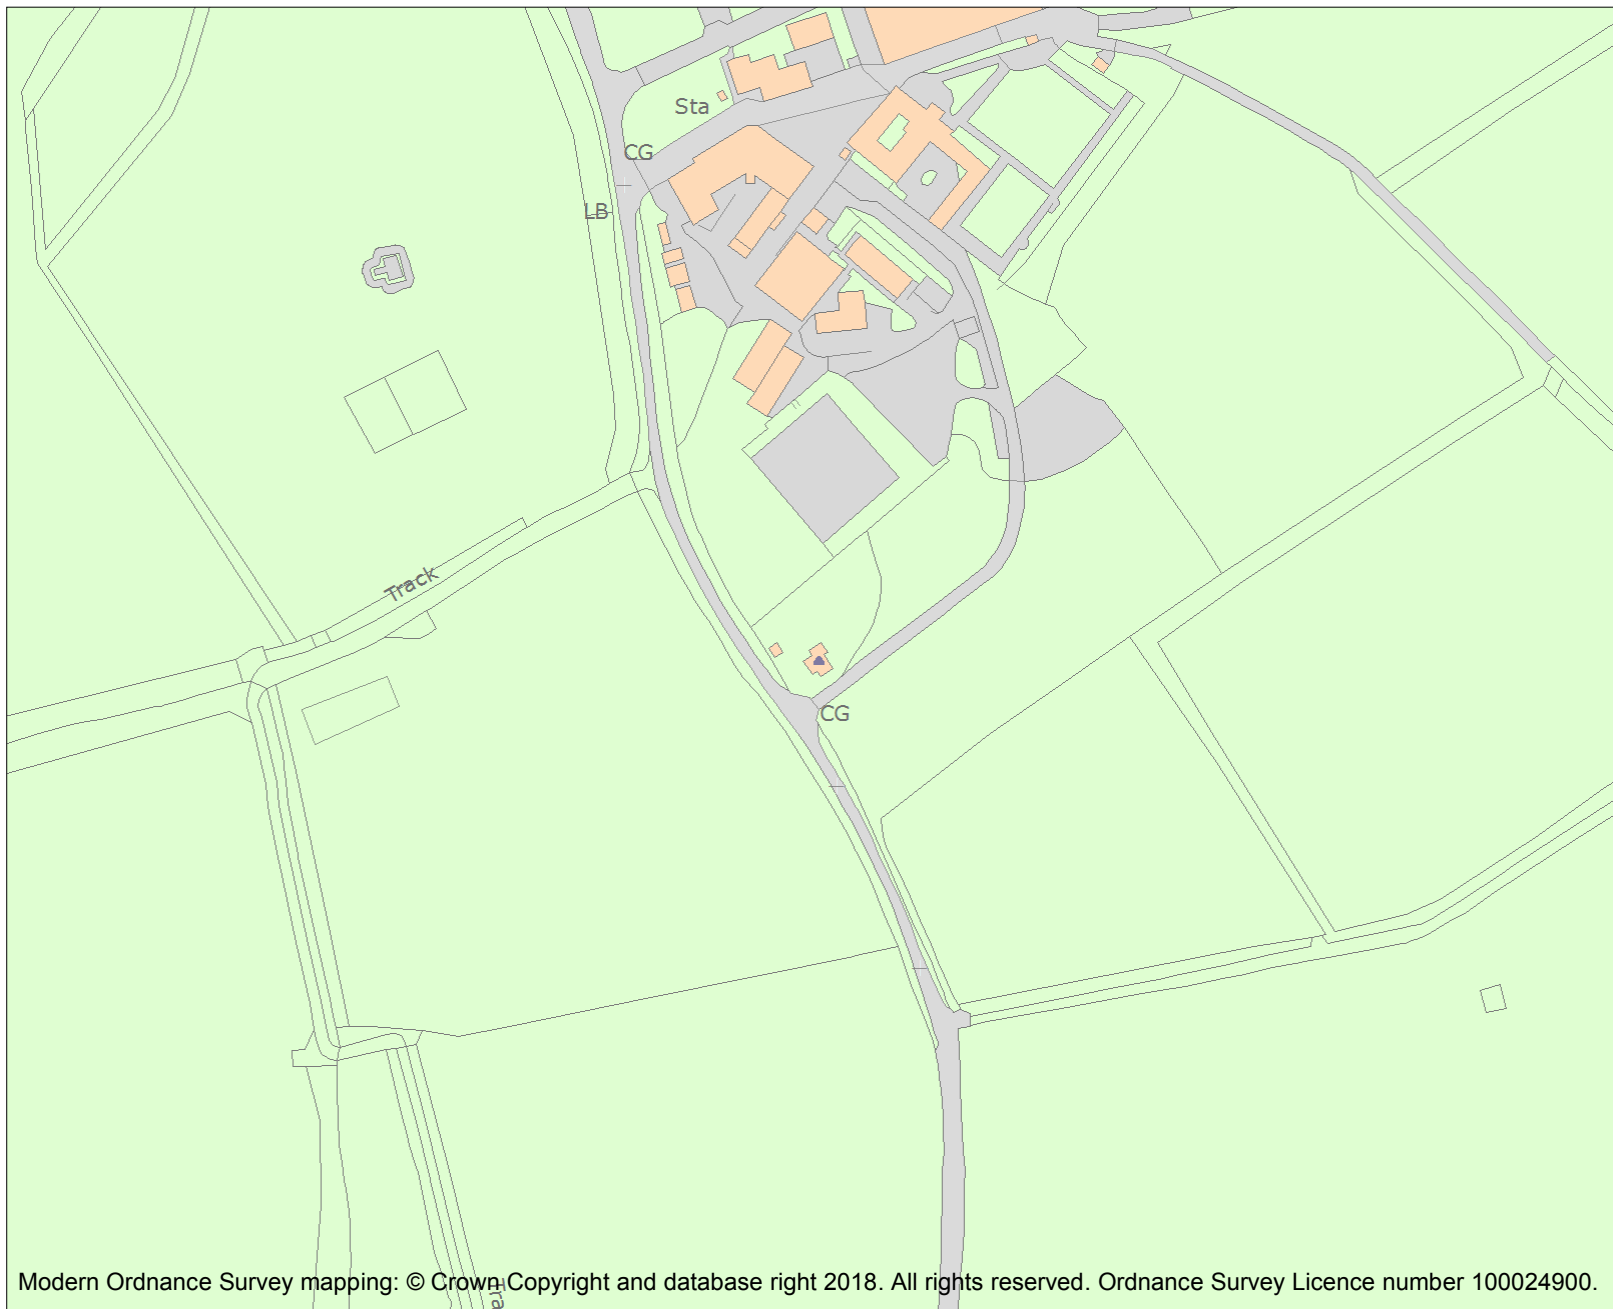 Sta
CG
LB
Track
CG
Tra
Modern Ordnance Survey mapping: © Crown Copyright and database right 2018. All rights reserved. Ordnance Survey Licence number 100024900.